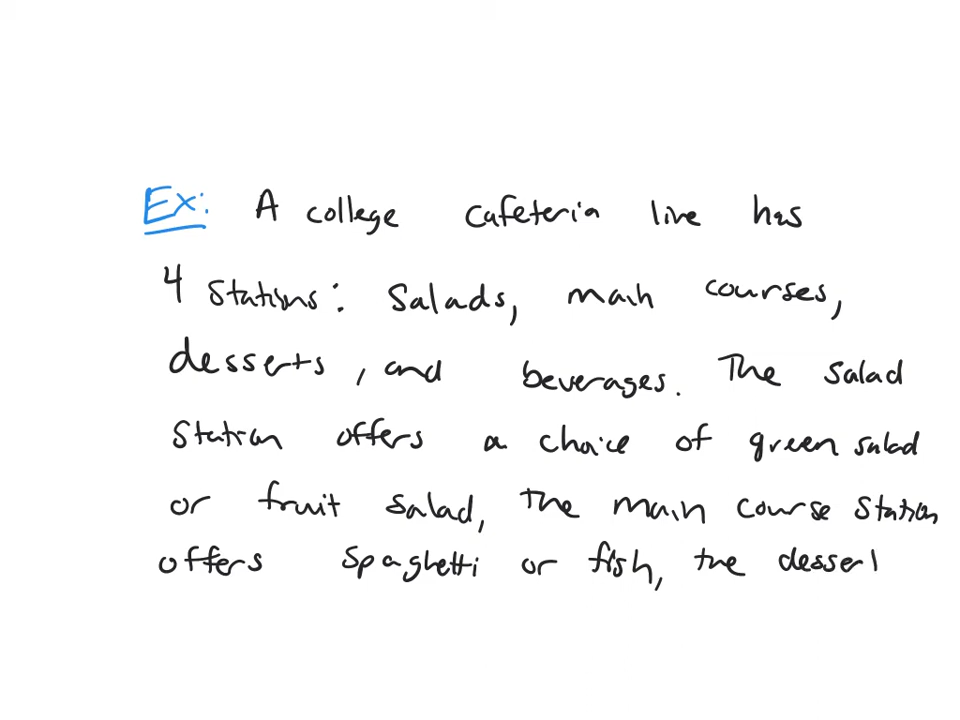 Ex: A college cafeteria line has
4 stations: Salads, main courses,
desserts, and beverages. The salad
station offers a choice of green salad
or fruit salad, the main course station
offers spaghetti or fish, the desser